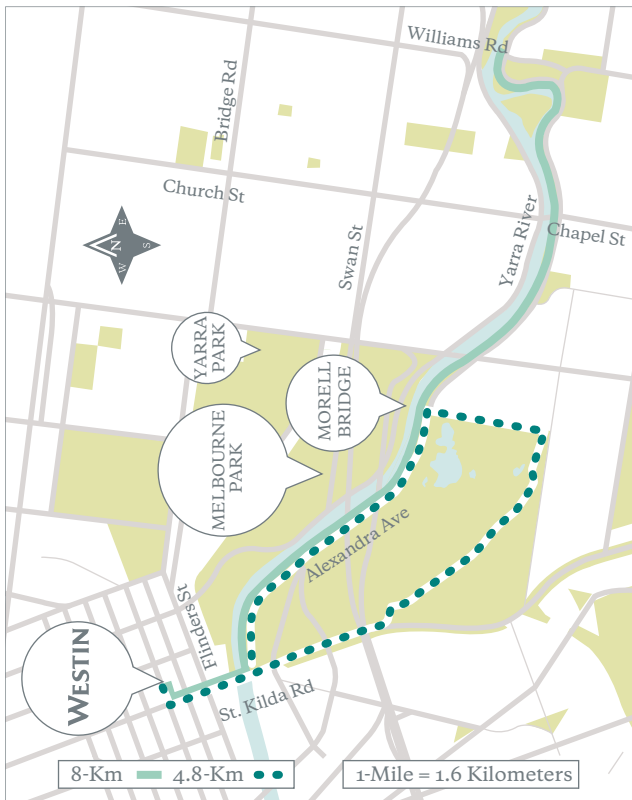 Williams Rd
Bridge Rd
Church St
Swan St
Yarra River
Chapel St
N
E
S
W
YARRA
PARK
MORELL
BRIDGE
MELBOURNE
PARK
Alexandra Ave
Flinders St
WESTIN
St. Kilda Rd
8-Km
4.8-Km
1-Mile = 1.6 Kilometers